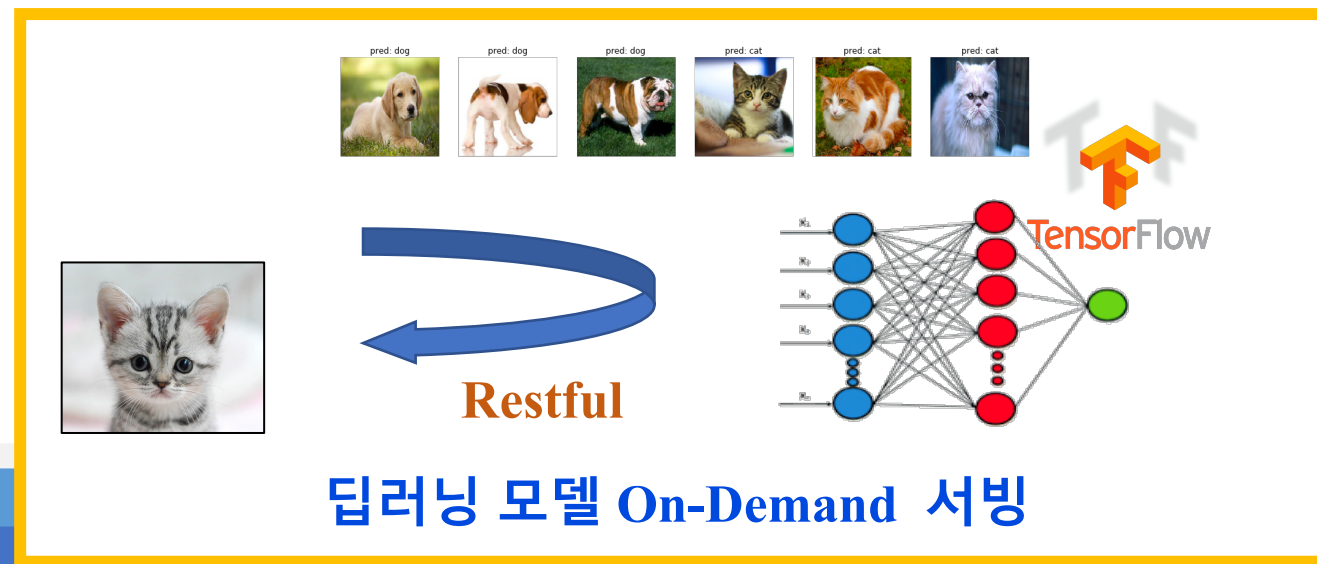 pred: dog pred: dog pred: dog pred: cat pred: cat pred: cat
TensorFlow
Restful
딥러닝 모델 On-Demand 서빙